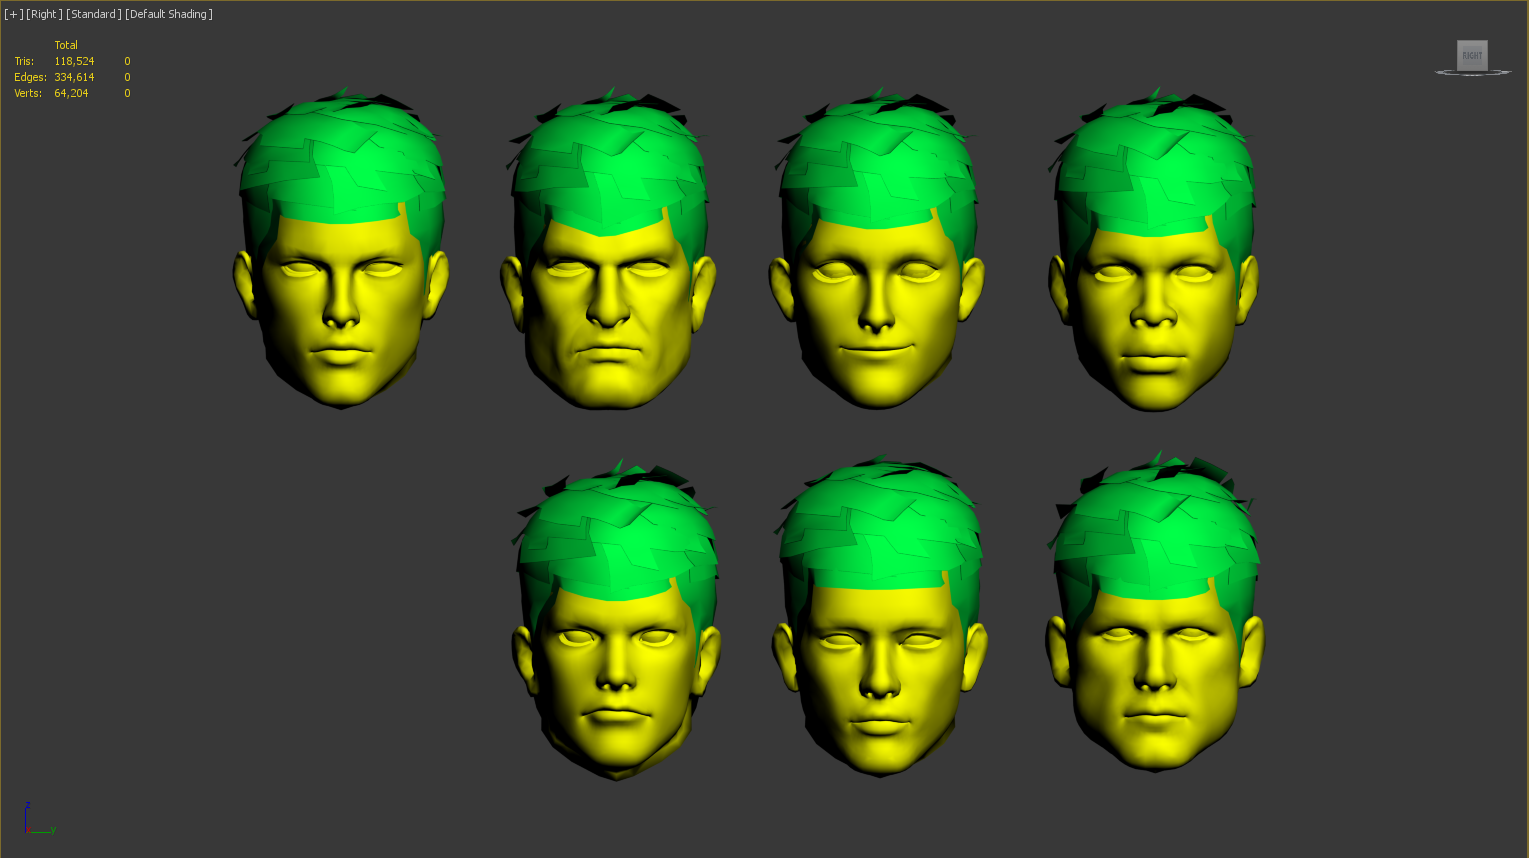 [+] [Right] [Standard] [Default Shading]
Total
Tris: 118,524 0
Edges: 334,614 0
Verts: 64,204 0
RIGHT
z
y